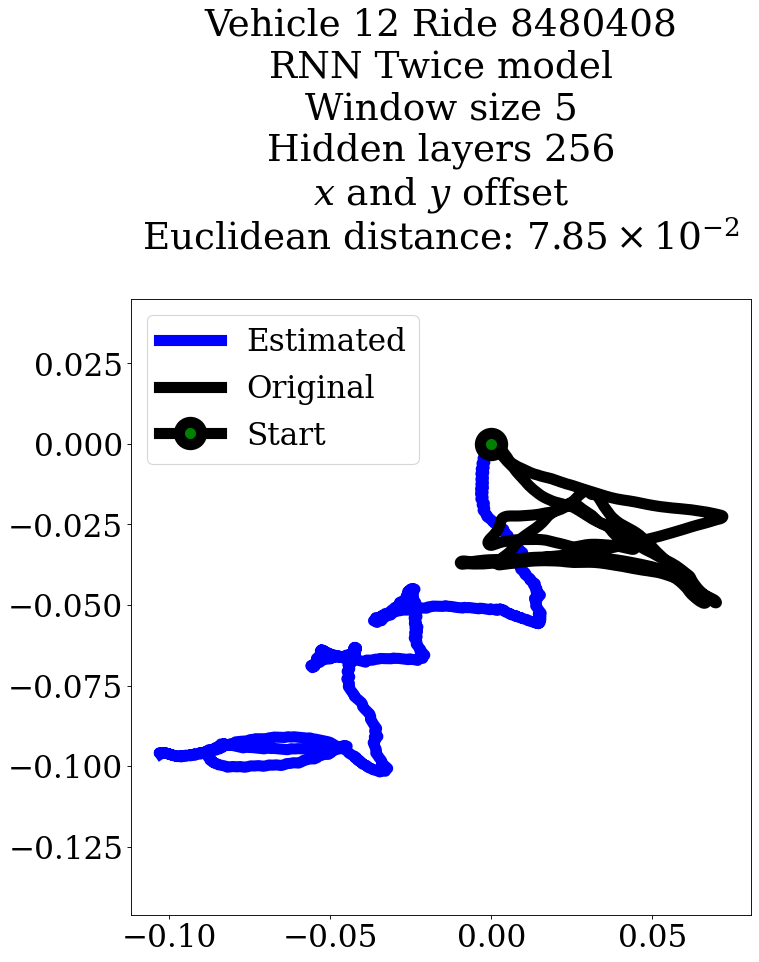 Vehicle 12 Ride 8480408
RNN Twice model
Window size 5
Hidden layers 256
x and y offset
Euclidean distance: 7.85 × 10⁻²
Estimated
Original
Start
0.025
0.000
−0.025
−0.050
−0.075
−0.100
−0.125
−0.10 −0.05 0.00 0.05